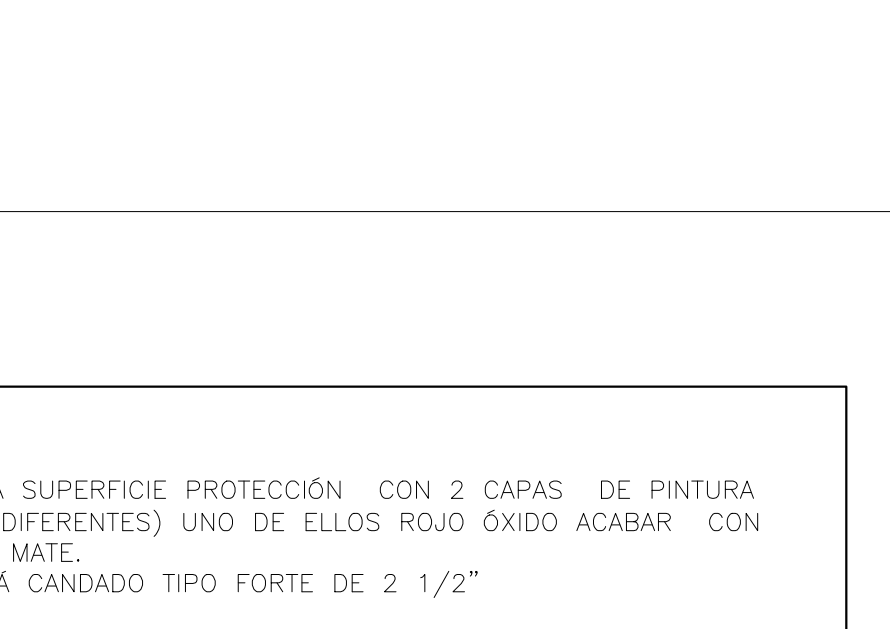 A SUPERFICIE PROTECCIÓN CON 2 CAPAS DE PINTURA
DIFERENTES) UNO DE ELLOS ROJO ÓXIDO ACABAR CON
MATE.
Á CANDADO TIPO FORTE DE 2 1/2”